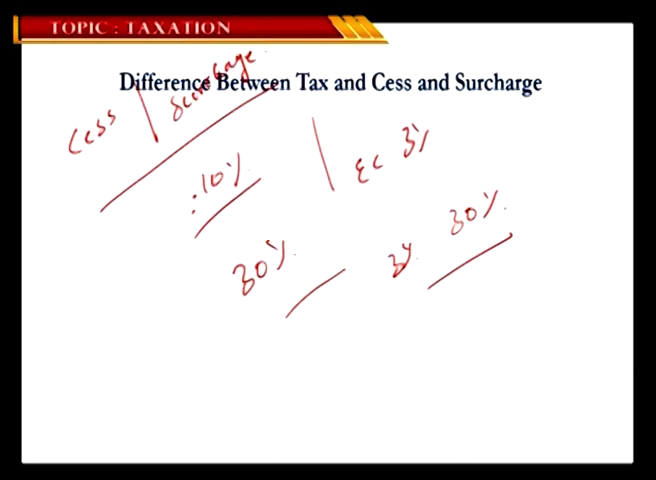 TOPIC : TAXATION
Difference Between Tax and Cess and Surcharge
Cess | Surcharge
:10% | EC 3%
30% 3% 30%.